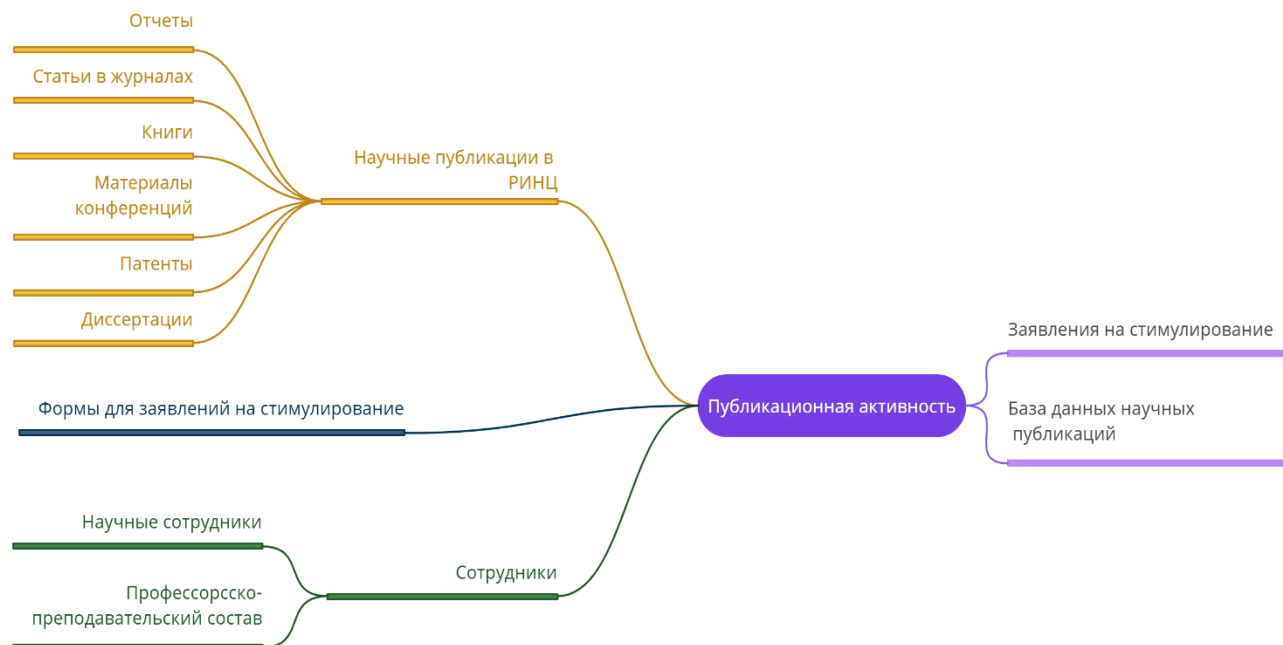 Отчеты
Статьи в журналах
Книги
Материалы
конференций
Патенты
Диссертации
Научные публикации в
РИНЦ
Формы для заявлений на стимулирование
Научные сотрудники
Профессорсско-
преподавательский состав
Сотрудники
Публикационная активность
Заявления на стимулирование
База данных научных
публикаций